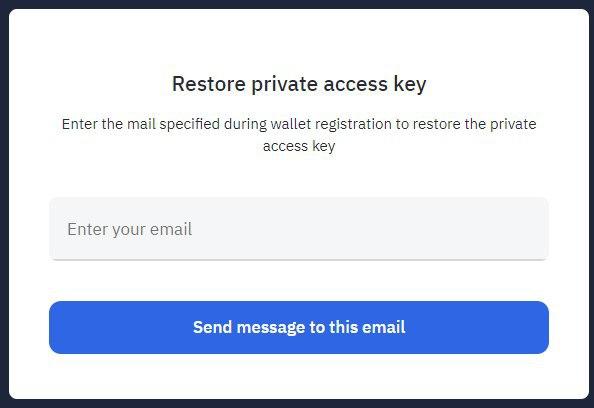 Restore private access key
Enter the mail specified during wallet registration to restore the private
access key
Enter your email
Send message to this email